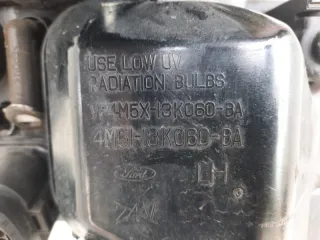 USE LOW UV
RADIATION BULBS
4M5X-13K060-BA
4M51-13K060-BA
Ford LH